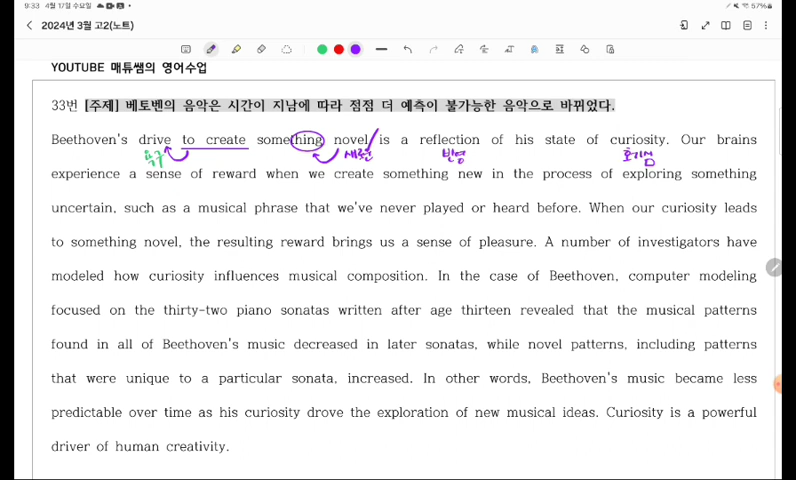 9:33 4월 17일 수요일
57%
2024년 3월 고2(노트)
YOUTUBE 매튜쌤의 영어수업
33번 [주제] 베토벤의 음악은 시간이 지남에 따라 점점 더 예측이 불가능한 음악으로 바뀌었다.
Beethoven's drive to create something novel is a reflection of his state of curiosity. Our brains
욕구 새로운 반영 호기심
experience a sense of reward when we create something new in the process of exploring something
uncertain, such as a musical phrase that we've never played or heard before. When our curiosity leads
to something novel, the resulting reward brings us a sense of pleasure. A number of investigators have
modeled how curiosity influences musical composition. In the case of Beethoven, computer modeling
focused on the thirty-two piano sonatas written after age thirteen revealed that the musical patterns
found in all of Beethoven's music decreased in later sonatas, while novel patterns, including patterns
that were unique to a particular sonata, increased. In other words, Beethoven's music became less
predictable over time as his curiosity drove the exploration of new musical ideas. Curiosity is a powerful
driver of human creativity.